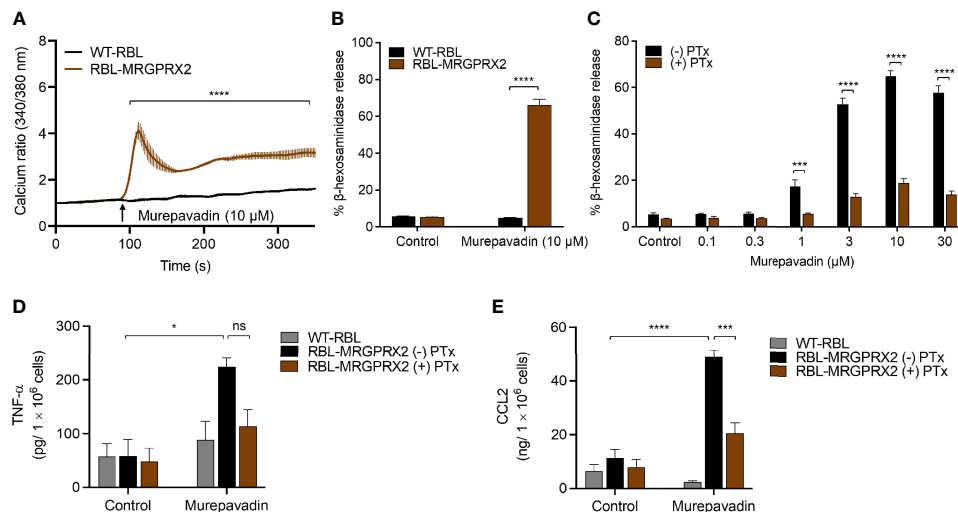 A
Calcium ratio (340/380 nm)
8
6
4
2
0
WT-RBL
RBL-MRGPRX2
****
Murepavadin (10 μM)
0
100
200
300
Time (s)
B
% β-hexosaminidase release
100
80
60
40
20
0
WT-RBL
RBL-MRGPRX2
****
Control
Murepavadin (10 μM)
C
% β-hexosaminidase release
80
60
40
20
0
(-) PTx
(+) PTx
***
****
****
****
Control
0.1
0.3
1
3
10
30
Murepavadin (μM)
D
TNF-α
(pg/ 1 × 10⁶ cells)
300
200
100
0
*
ns
WT-RBL
RBL-MRGPRX2 (-) PTx
RBL-MRGPRX2 (+) PTx
Control
Murepavadin
E
CCL2
(ng/ 1 × 10⁶ cells)
60
40
20
0
****
***
WT-RBL
RBL-MRGPRX2 (-) PTx
RBL-MRGPRX2 (+) PTx
Control
Murepavadin